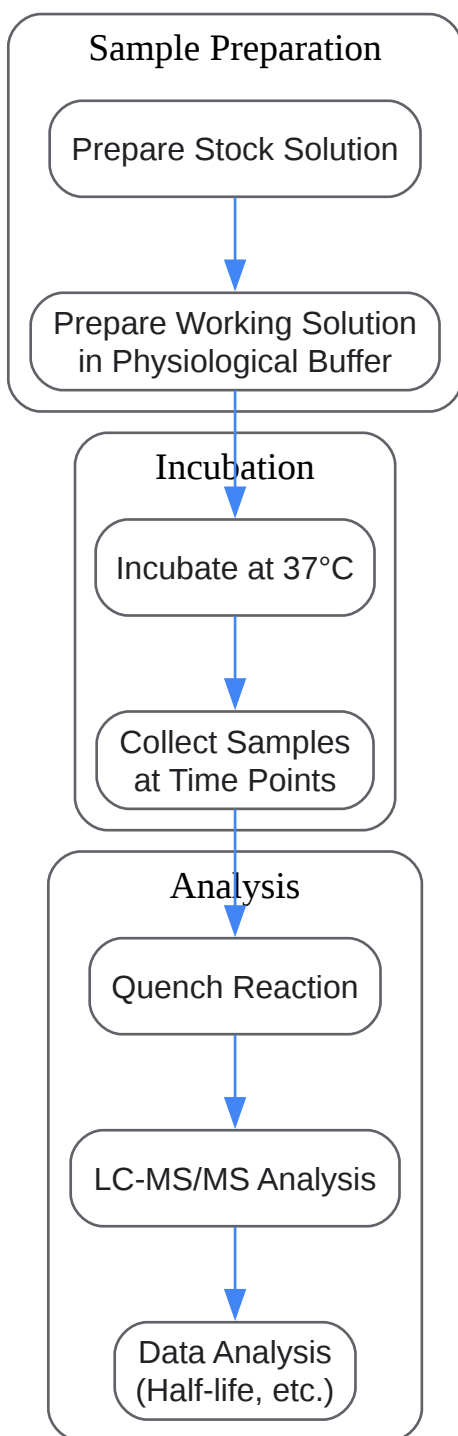 Sample Preparation
Prepare Stock Solution
Prepare Working Solution
in Physiological Buffer
Incubation
Incubate at 37°C
Collect Samples
at Time Points
Analysis
Quench Reaction
LC-MS/MS Analysis
Data Analysis
(Half-life, etc.)